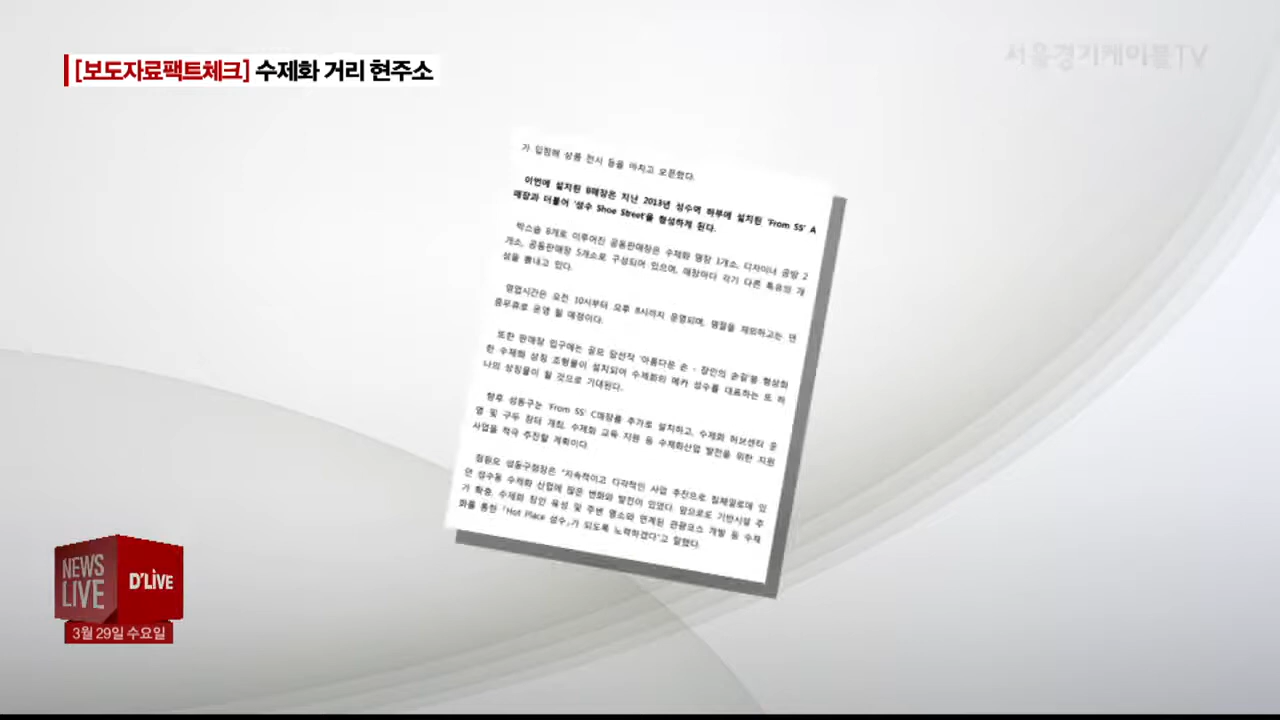 [보도자료팩트체크] 수제화 거리 현주소
서울경기케이블TV
가 입점해 상품 전시 등을 마치고 오픈했다.
이번에 설치된 B매장은 지난 2013년 성수역 하부에 설치된 'From SS' A
매장과 더불어 '성수 Shoe Street'을 형성하게 된다.
박스숍 8개로 이루어진 공동판매장은 수제화 명장 1개소, 디자이너 공방 2
개소, 공동판매장 5개소로 구성되어 있으며, 매장마다 각기 다른 특유의 개
성을 뽐내고 있다.
영업시간은 오전 10시부터 오후 8시까지 운영되며, 명절을 제외하고는 연
중무휴로 운영 될 예정이다.
또한 판매장 입구에는 공모 당선작 '아름다운 손 - 장인의 손길'을 형상화
한 수제화 상징 조형물이 설치되어 수제화의 메카 성수를 대표하는 또 하
나의 상징물이 될 것으로 기대된다.
향후 성동구는 'From SS' C매장을 추가로 설치하고, 수제화 허브센터 운
영 및 구두 장터 개최, 수제화 교육 지원 등 수제화산업 발전을 위한 지원
사업을 적극 추진할 계획이다.
정원오 성동구청장은 "지속적이고 다각적인 사업 추진으로 침체일로에 있
던 성수동 수제화 산업에 많은 변화와 발전이 있었다. 앞으로도 기반시설 추
가 확충, 수제화 장인 육성 및 주변 명소와 연계된 관광코스 개발 등 수제
화를 통한 「Hot Place 성수」가 되도록 노력하겠다"고 말했다.
NEWS
LIVE
D'LIVE
3월 29일 수요일